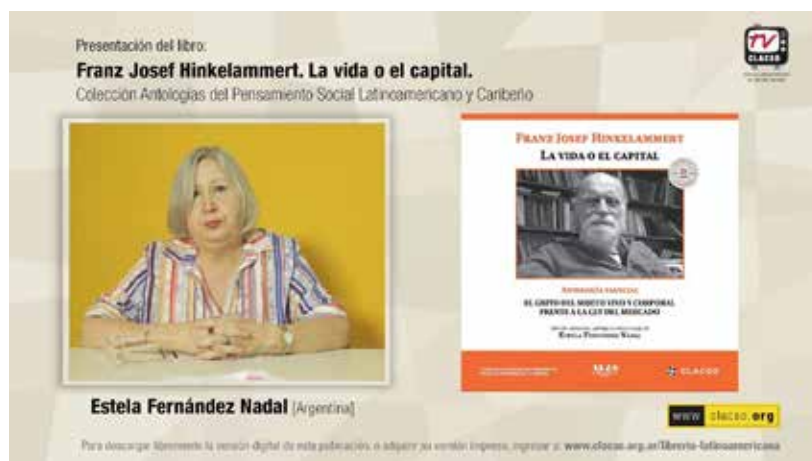 Presentación del libro:
Franz Josef Hinkelammert. La vida o el capital.
Colección Antologías del Pensamiento Social Latinoamericano y Caribeño
TV
CLACSO
FRANZ JOSEF HINKELAMMERT
LA VIDA O EL CAPITAL
ANTOLOGÍA ESENCIAL
EL GRITO DEL SUJETO VIVO Y CORPORAL
FRENTE A LA LEY DEL MERCADO
ESTELA FERNÁNDEZ NADAL
CLACSO
Estela Fernández Nadal [Argentina]
www clacso.org
Para descargar libremente la versión digital de esta publicación, o adquirir su versión impresa, ingresar a: www.clacso.org.ar/libreria-latinoamericana